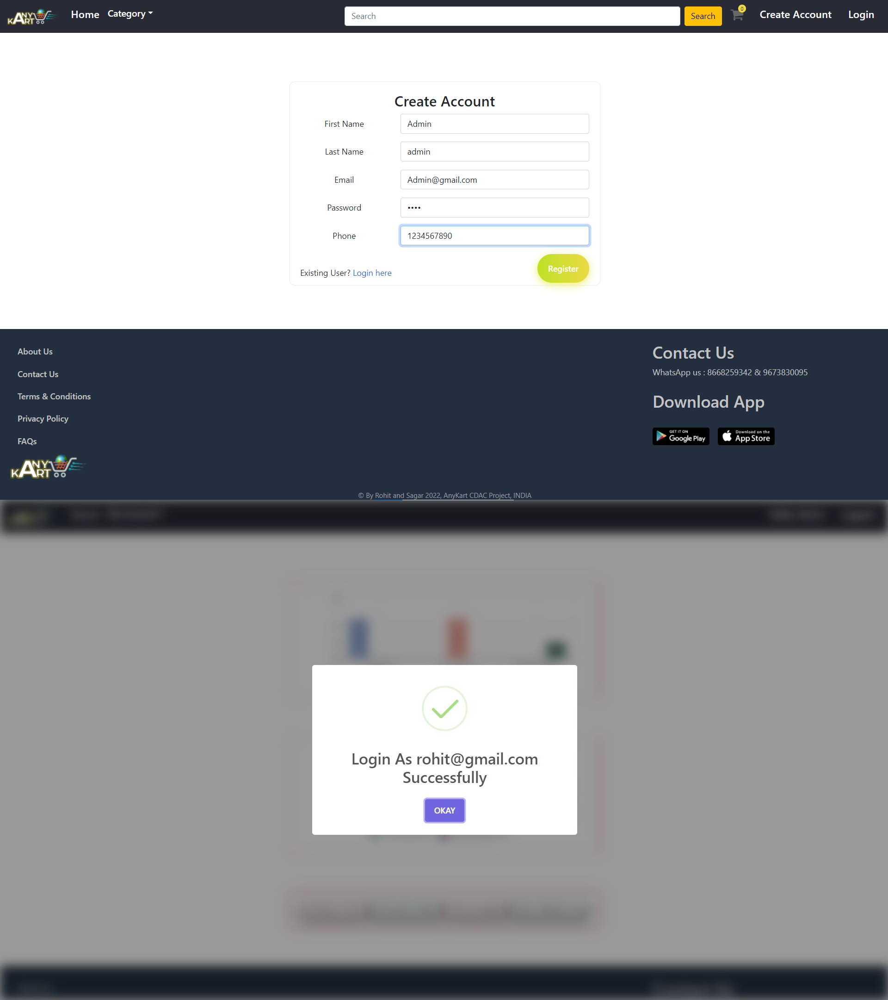 ANY KART Home Category Search Search 0 Create Account Login
Create Account
First Name Admin
Last Name admin
Email Admin@gmail.com
Password ••••
Phone 1234567890
Existing User? Login here Register
About Us
Contact Us
Terms & Conditions
Privacy Policy
FAQs
ANY
KART
Contact Us
WhatsApp us : 8668259342 & 9673830095
Download App
GET IT ON
Google Play
Download on the
App Store
© By Rohit and Sagar 2022, AnyKart CDAC Project, INDIA
Login As rohit@gmail.com
Successfully
OKAY